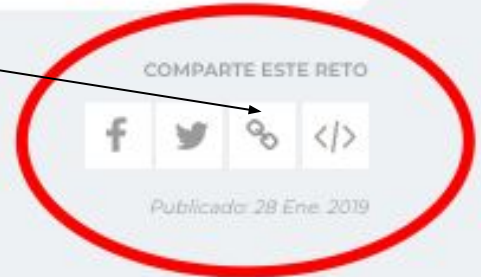 COMPARTE ESTE RETO
</>
Publicado: 28 Ene. 2019